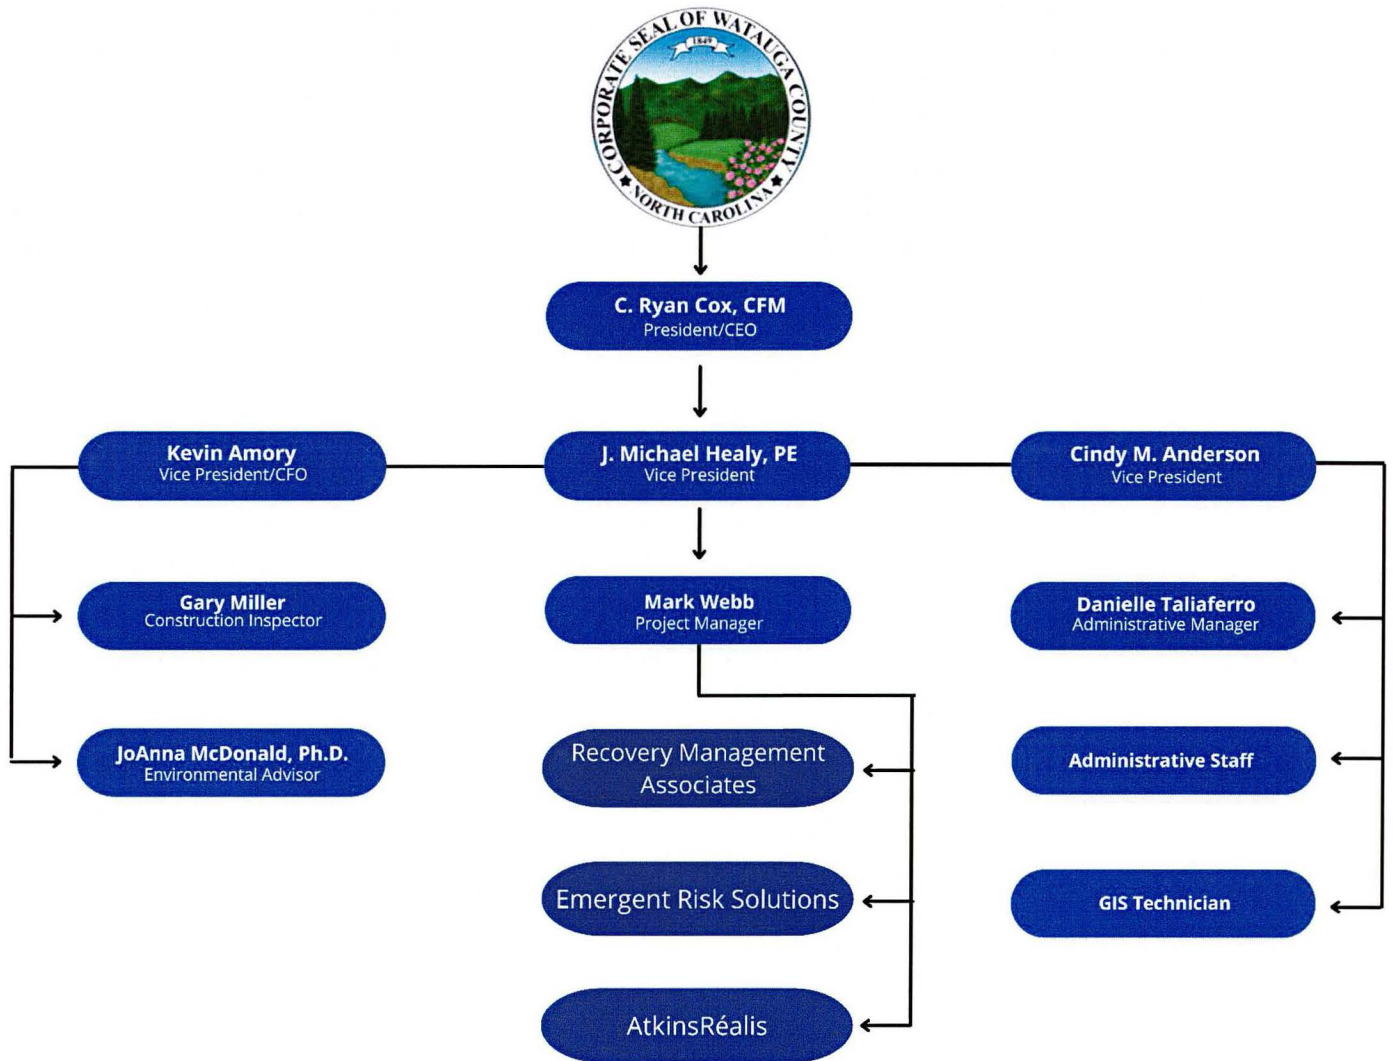 CORPORATE SEAL OF WATAUGA COUNTY
1849
NORTH CAROLINA
C. Ryan Cox, CFM
President/CEO
Kevin Amory
Vice President/CFO
J. Michael Healy, PE
Vice President
Cindy M. Anderson
Vice President
Gary Miller
Construction Inspector
Mark Webb
Project Manager
Danielle Taliaferro
Administrative Manager
JoAnna McDonald, Ph.D.
Environmental Advisor
Recovery Management
Associates
Administrative Staff
Emergent Risk Solutions
GIS Technician
AtkinsRéalis